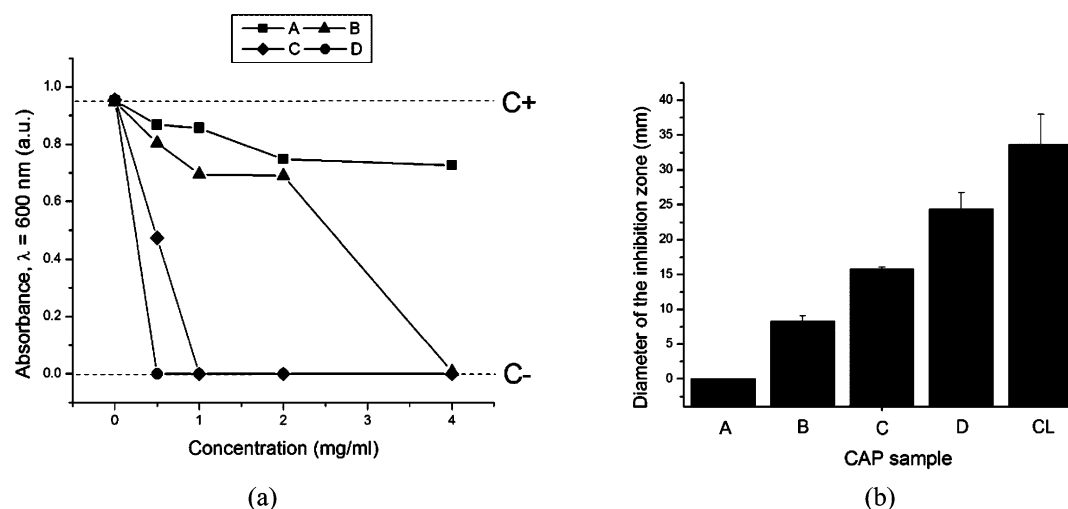 A B
C D
1.0
0.8
0.6
0.4
0.2
0.0
C+
C-
0 1 2 3 4
Absorbance, λ = 600 nm (a.u.)
Concentration (mg/ml)
(a)
40
35
30
25
20
15
10
5
0
Diameter of the inhibition zone (mm)
A B C D CL
CAP sample
(b)